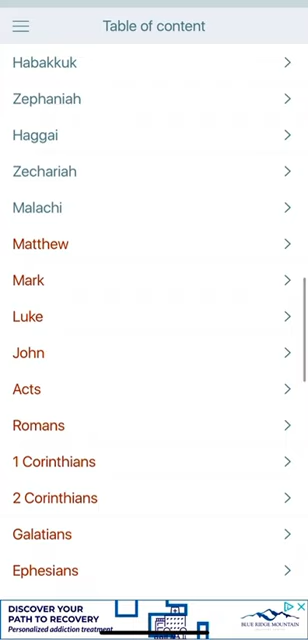 Table of content
Habakkuk
Zephaniah
Haggai
Zechariah
Malachi
Matthew
Mark
Luke
John
Acts
Romans
1 Corinthians
2 Corinthians
Galatians
Ephesians
DISCOVER YOUR
PATH TO RECOVERY
Personalized addiction treatment
BLUE RIDGE MOUNTAIN